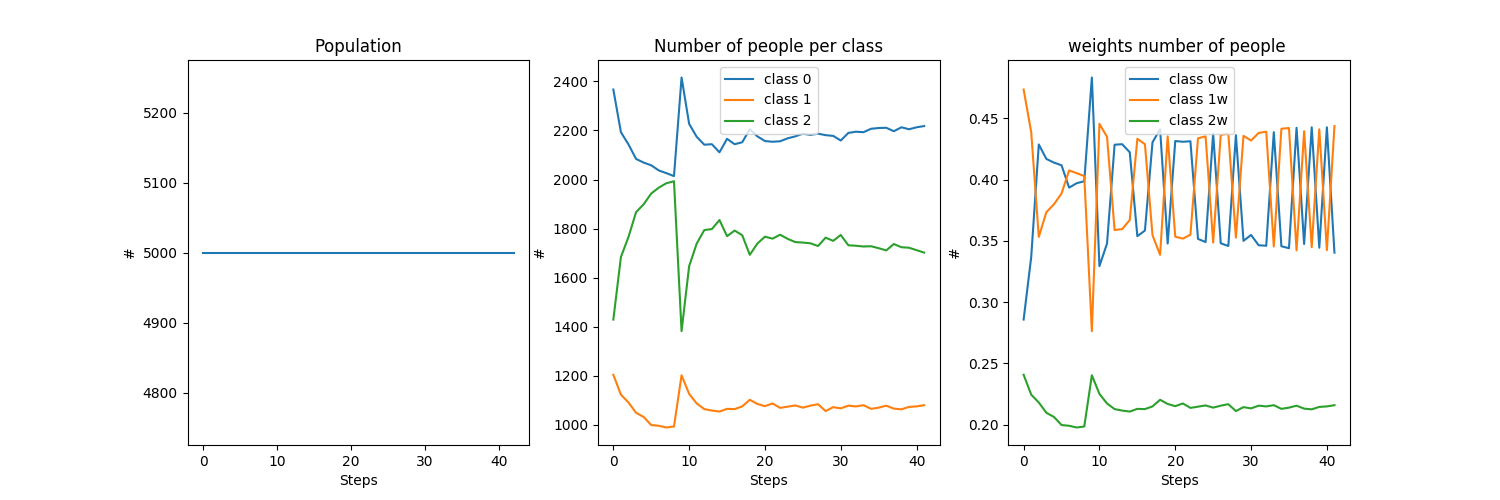 Population
5200
5100
5000
4900
4800
#
0 10 20 30 40
Steps
Number of people per class
class 0
class 1
class 2
2400
2200
2000
1800
1600
1400
1200
1000
#
0 10 20 30 40
Steps
weights number of people
class 0w
class 1w
class 2w
0.45
0.40
0.35
0.30
0.25
0.20
#
0 10 20 30 40
Steps